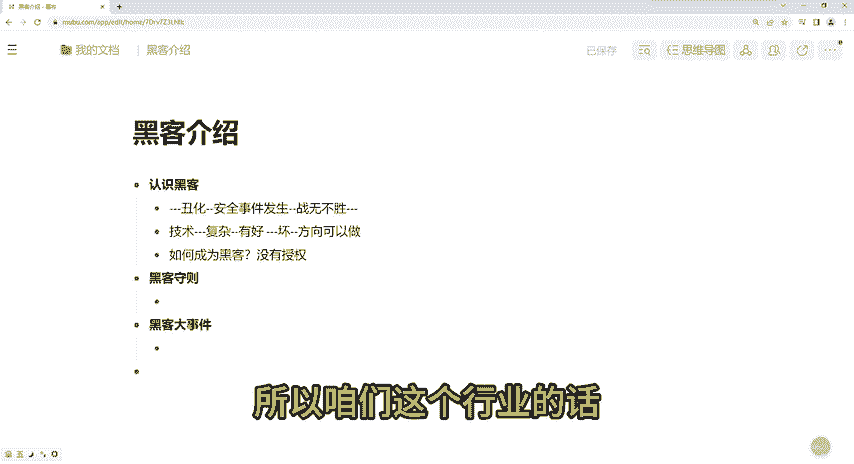 黑客介绍 - 幕布
mubu.com/app/edit/home/7Drv7Z3LNlk
我的文档 | 黑客介绍
已保存
思维导图
黑客介绍
认识黑客
---丑化--安全事件发生--战无不胜---
技术---复杂--有好---坏--方向可以做
如何成为黑客？没有授权
黑客守则
黑客大事件
所以咱们这个行业的话